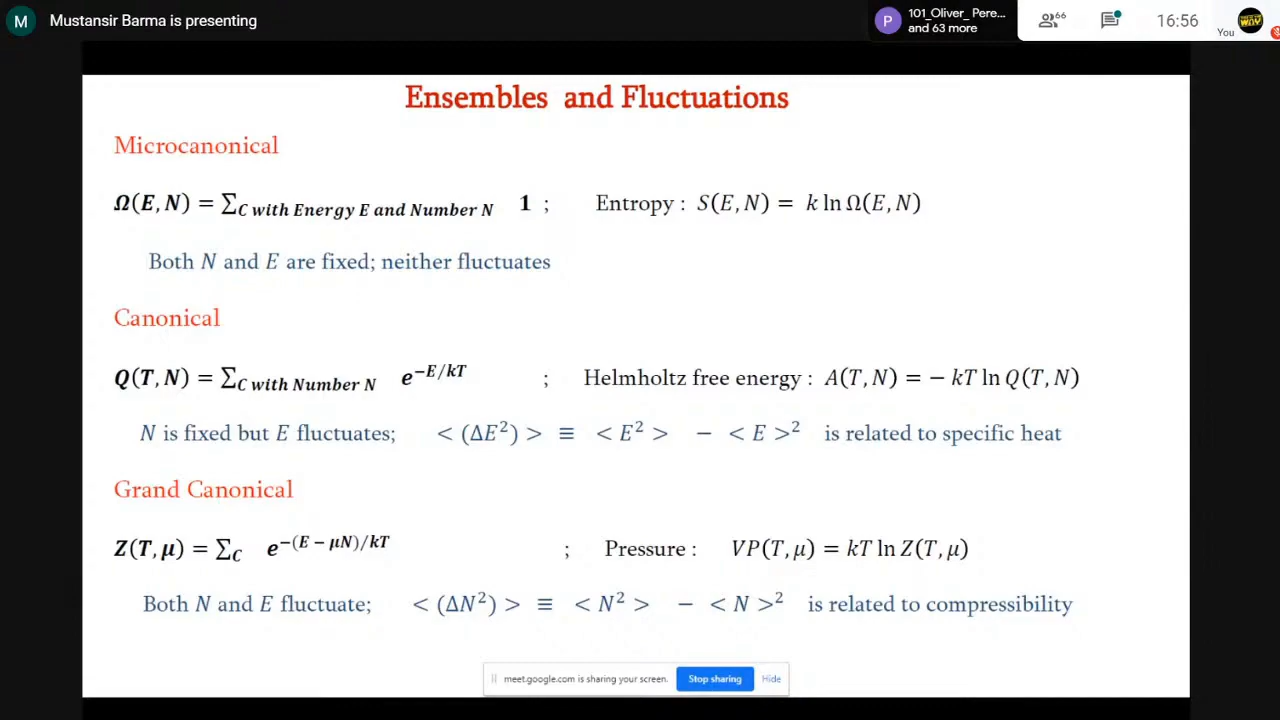 M Mustansir Barma is presenting
P 101_Oliver_ Pere...
and 63 more
66
16:56
You
Ensembles and Fluctuations
Microcanonical
Ω(E, N) = ∑C with Energy E and Number N 1 ; Entropy : S(E, N) = k ln Ω(E, N)
Both N and E are fixed; neither fluctuates
Canonical
Q(T, N) = ∑C with Number N e^−E/kT ; Helmholtz free energy : A(T, N) = − kT ln Q(T, N)
N is fixed but E fluctuates; < (ΔE²) > ≡ < E² > − < E >² is related to specific heat
Grand Canonical
Z(T, μ) = ∑C e^−(E − μN)/kT ; Pressure : VP(T, μ) = kT ln Z(T, μ)
Both N and E fluctuate; < (ΔN²) > ≡ < N² > − < N >² is related to compressibility
meet.google.com is sharing your screen. Stop sharing Hide